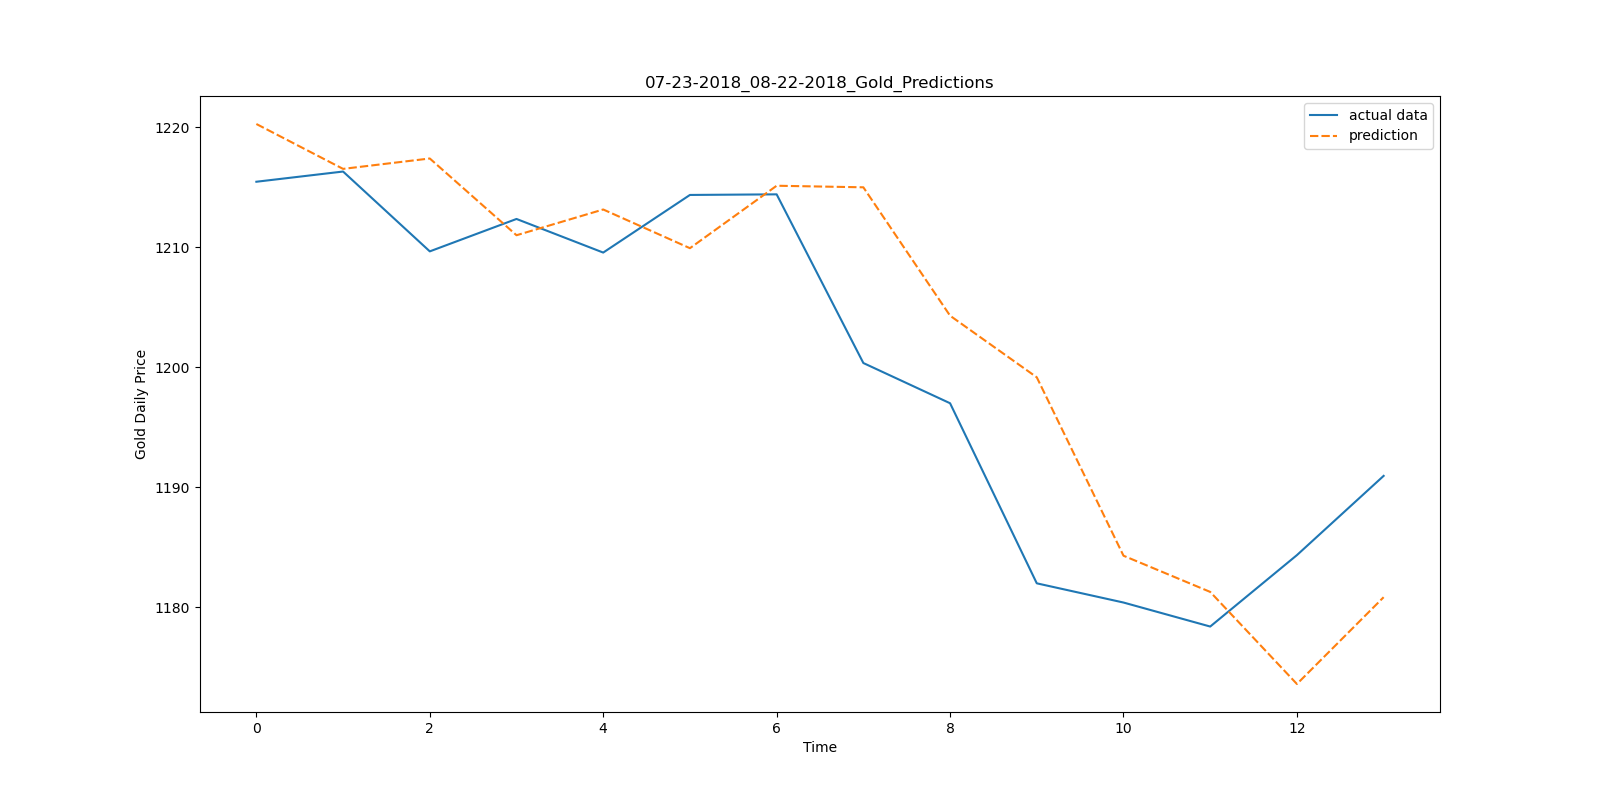 07-23-2018_08-22-2018_Gold_Predictions
actual data
prediction
1220
1210
1200
1190
1180
Gold Daily Price
0 2 4 6 8 10 12
Time